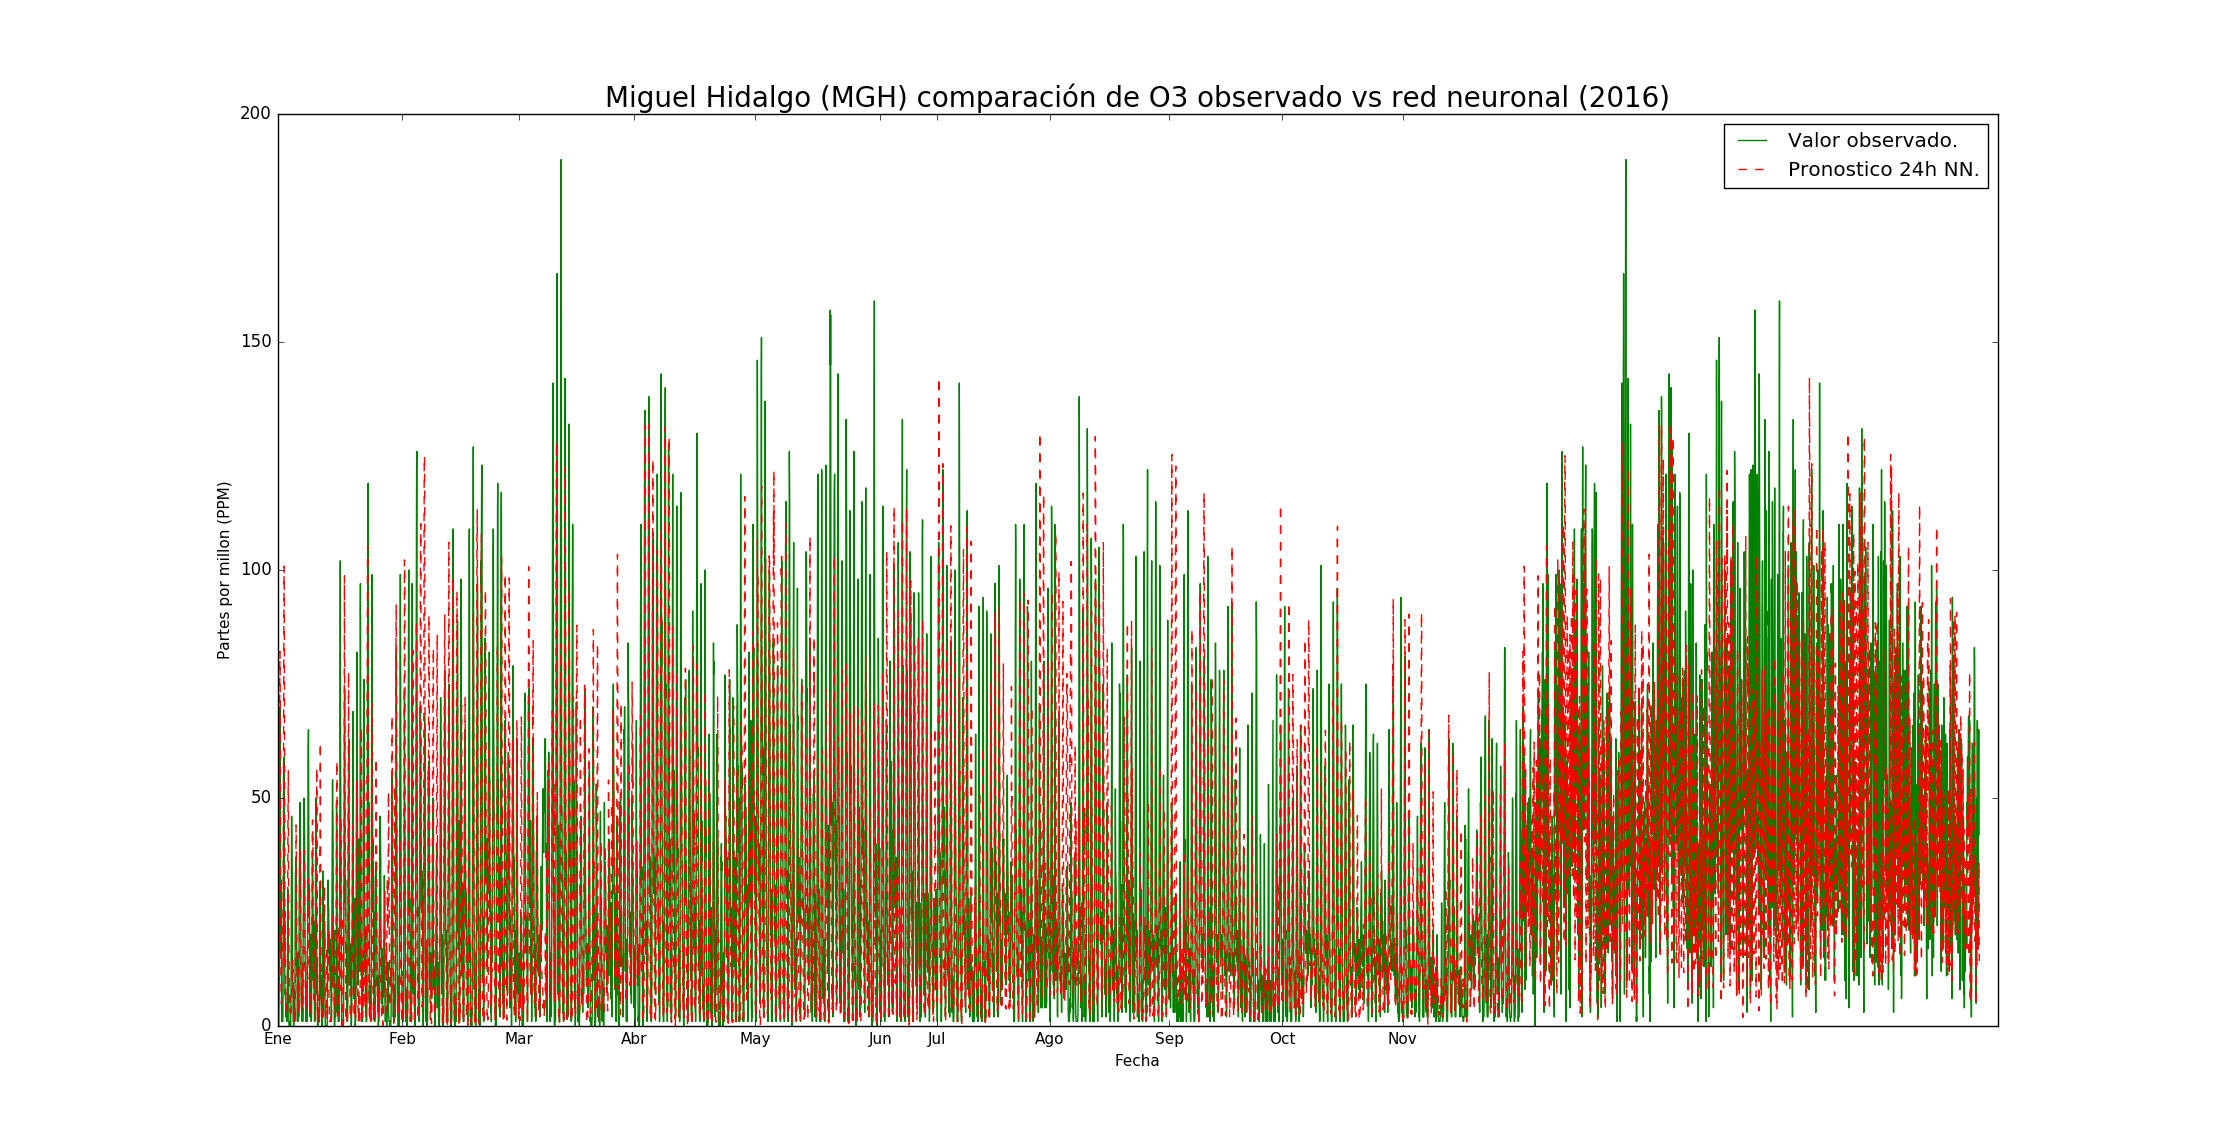 Miguel Hidalgo (MGH) comparación de O3 observado vs red neuronal (2016)
Valor observado.
Pronostico 24h NN.
Partes por millon (PPM)
200
150
100
50
0
Ene Feb Mar Abr May Jun Jul Ago Sep Oct Nov
Fecha